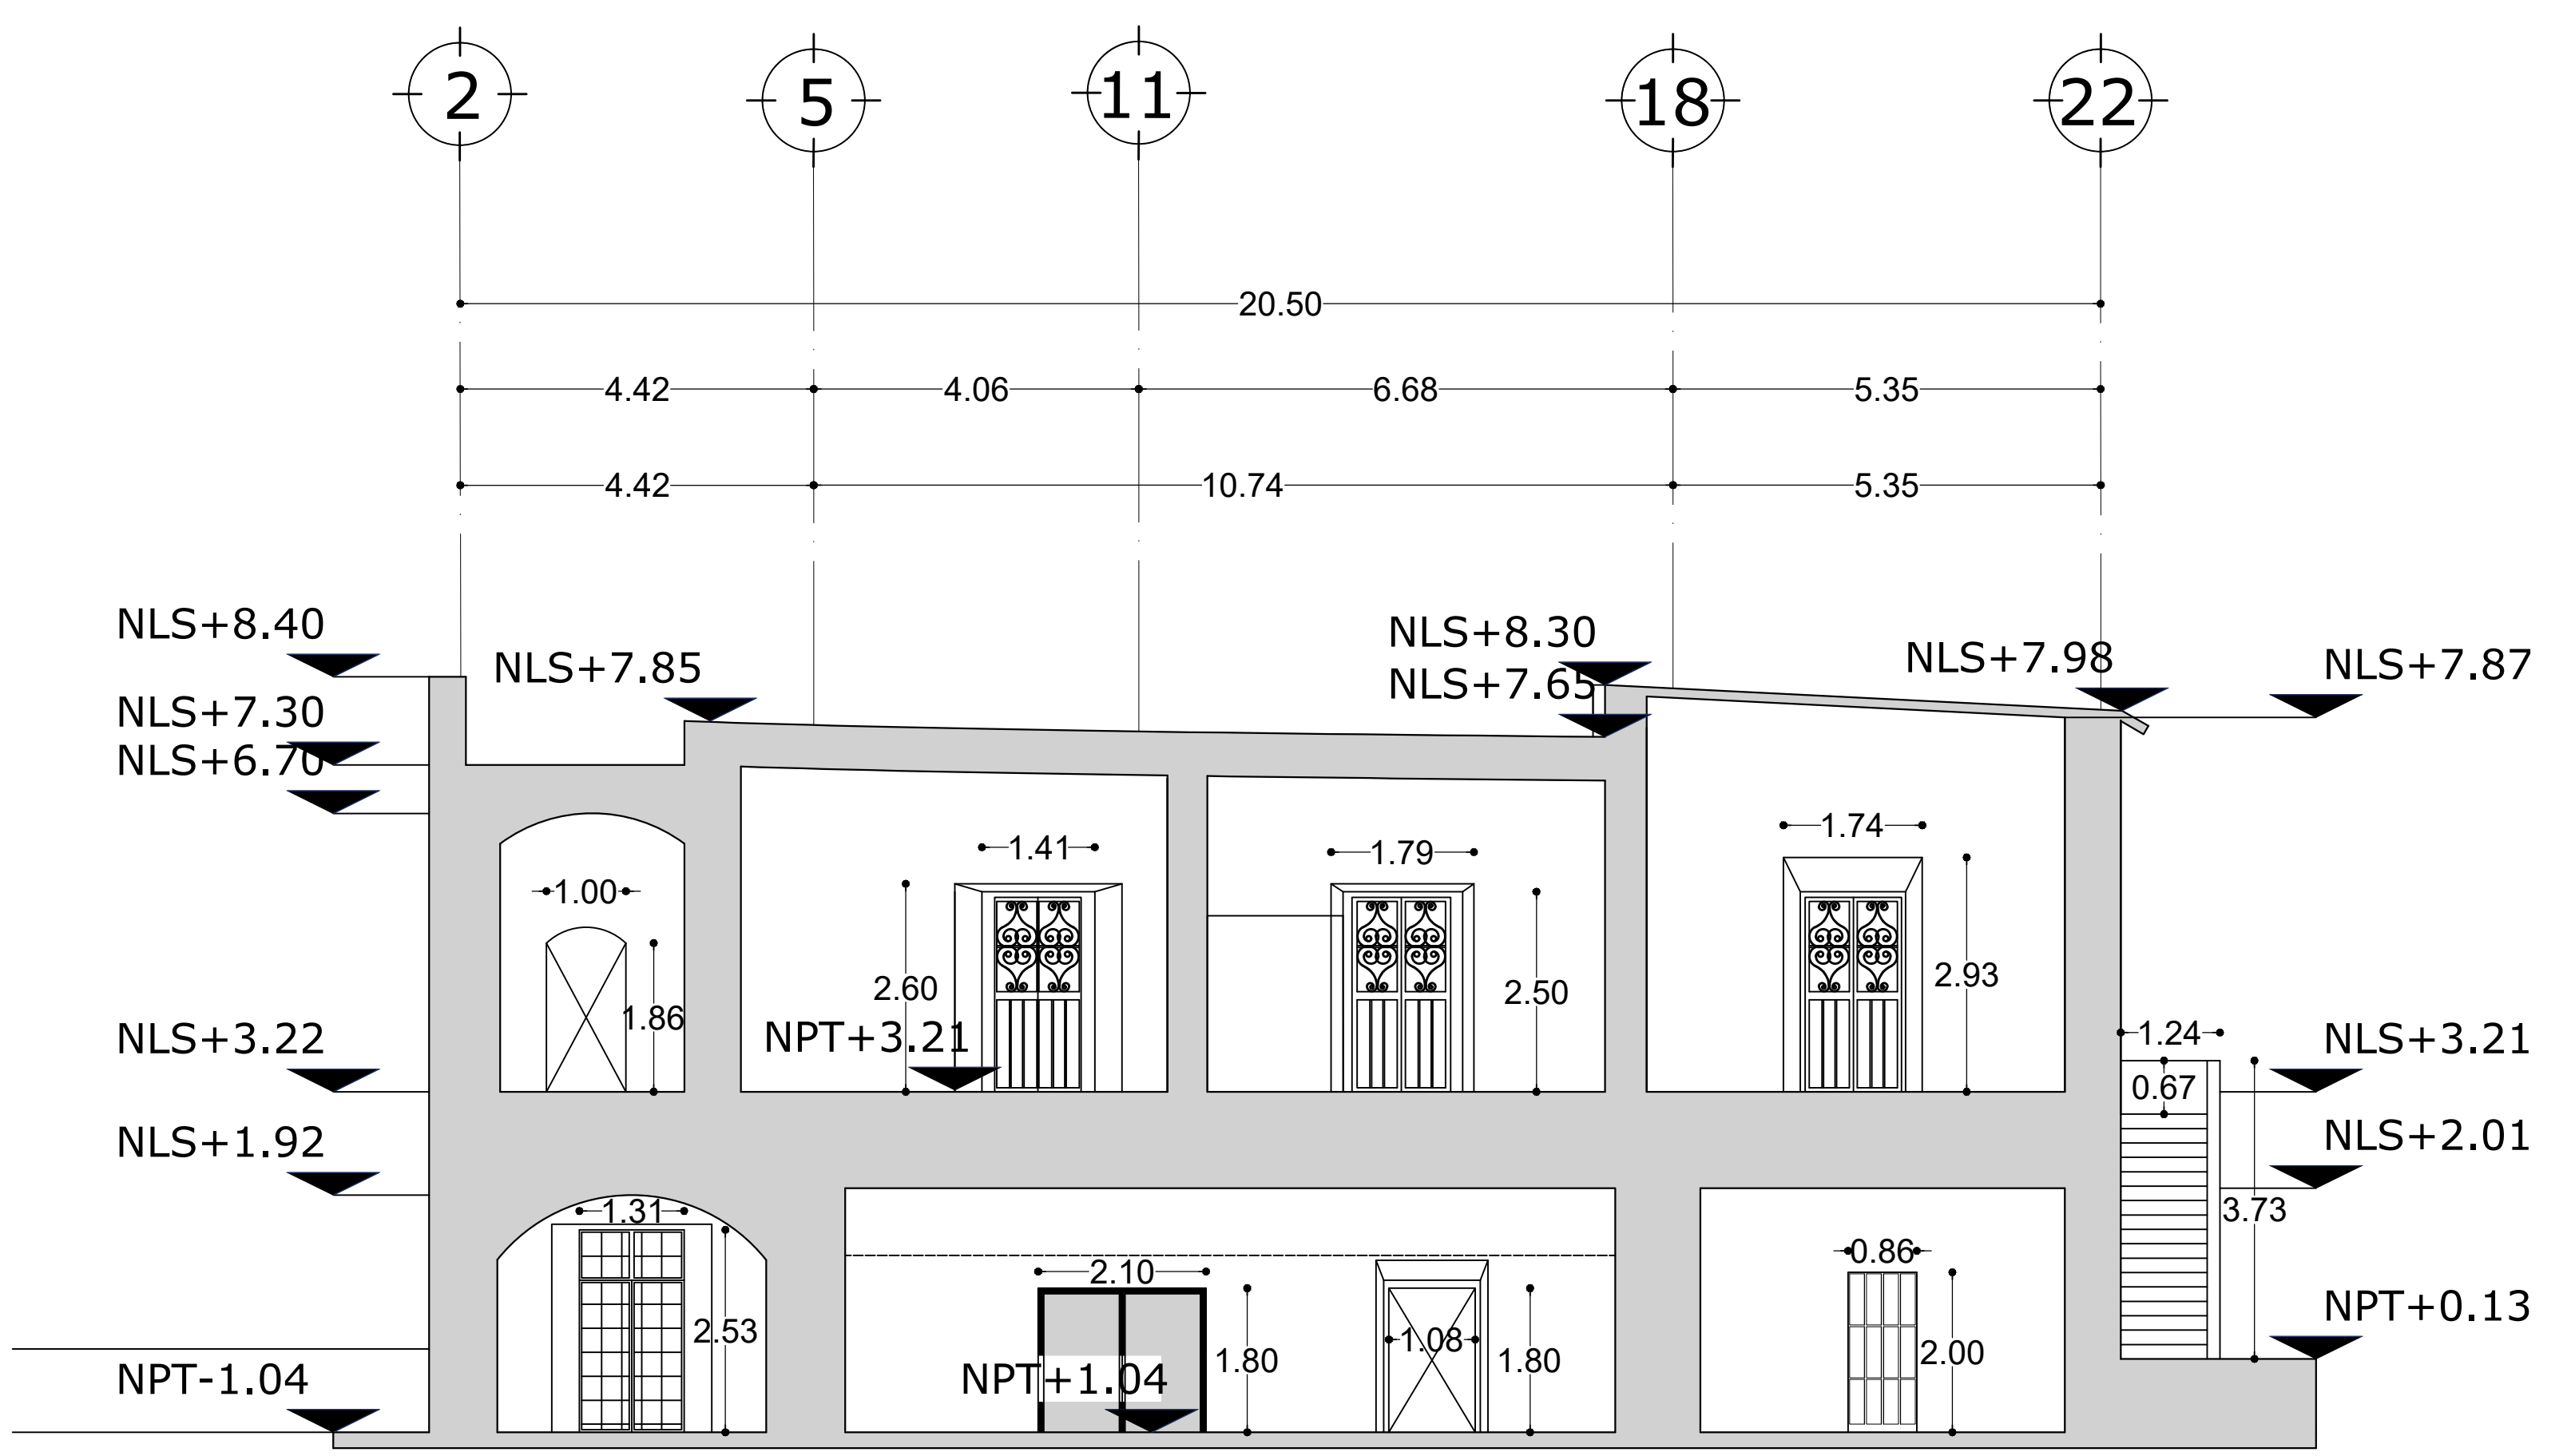 2
5
11
18
22
20.50
4.42
4.06
6.68
5.35
4.42
10.74
5.35
NLS+8.40
NLS+7.85
NLS+8.30
NLS+7.98
NLS+7.87
NLS+7.65
NLS+7.30
NLS+6.70
1.41
1.79
1.74
1.00
1.86
2.60
2.50
2.93
NPT+3.21
NLS+3.22
1.24
NLS+3.21
0.67
NLS+1.92
NLS+2.01
1.31
3.73
2.10
0.86
2.53
1.80
1.08
1.80
2.00
NPT+0.13
NPT-1.04
NPT+1.04